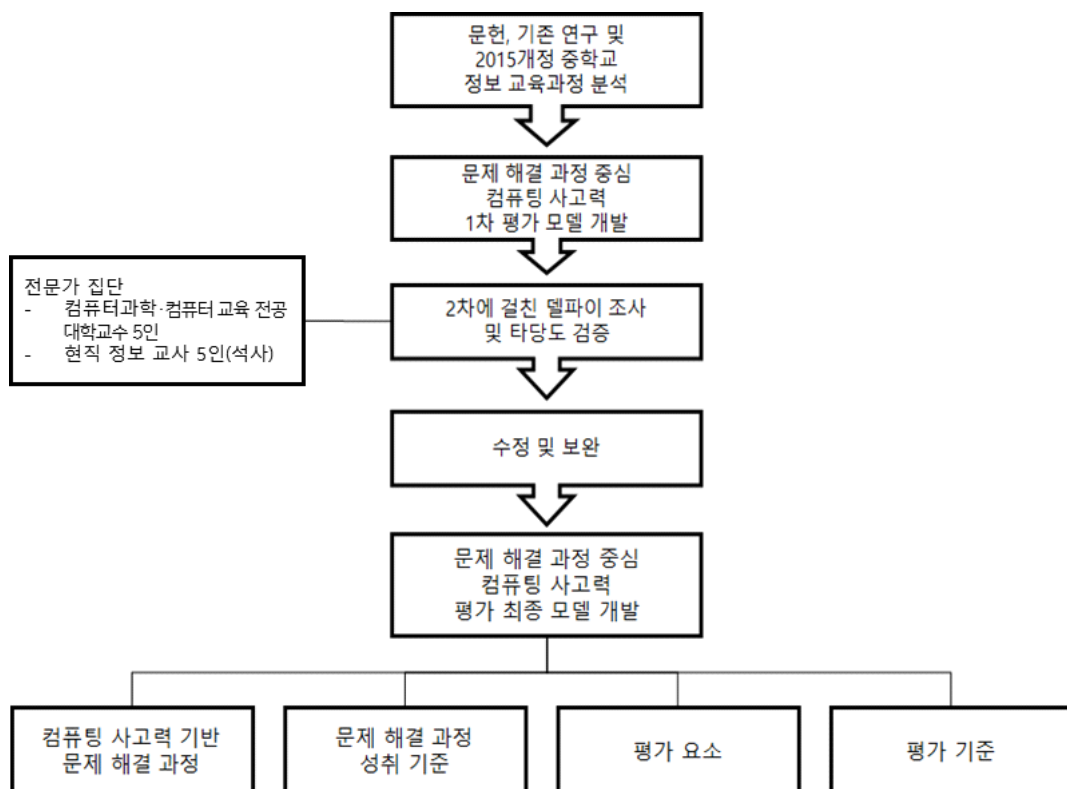 문헌, 기존 연구 및
2015개정 중학교
정보 교육과정 분석
문제 해결 과정 중심
컴퓨팅 사고력
1차 평가 모델 개발
전문가 집단
- 컴퓨터과학·컴퓨터 교육 전공
대학교수 5인
- 현직 정보 교사 5인(석사)
2차에 걸친 델파이 조사
및 타당도 검증
수정 및 보완
문제 해결 과정 중심
컴퓨팅 사고력
평가 최종 모델 개발
컴퓨팅 사고력 기반
문제 해결 과정
문제 해결 과정
성취 기준
평가 요소
평가 기준